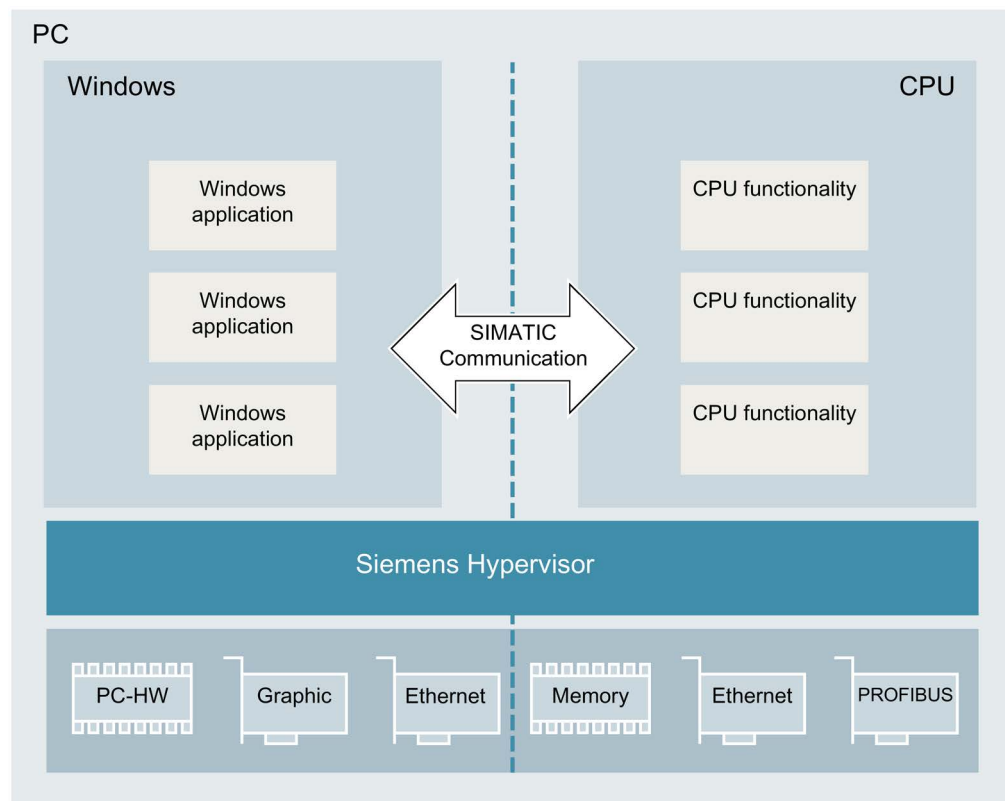 PC
Windows
CPU
Windows
application
CPU functionality
Windows
application
CPU functionality
SIMATIC
Communication
Windows
application
CPU functionality
Siemens Hypervisor
PC-HW
Graphic
Ethernet
Memory
Ethernet
PROFIBUS